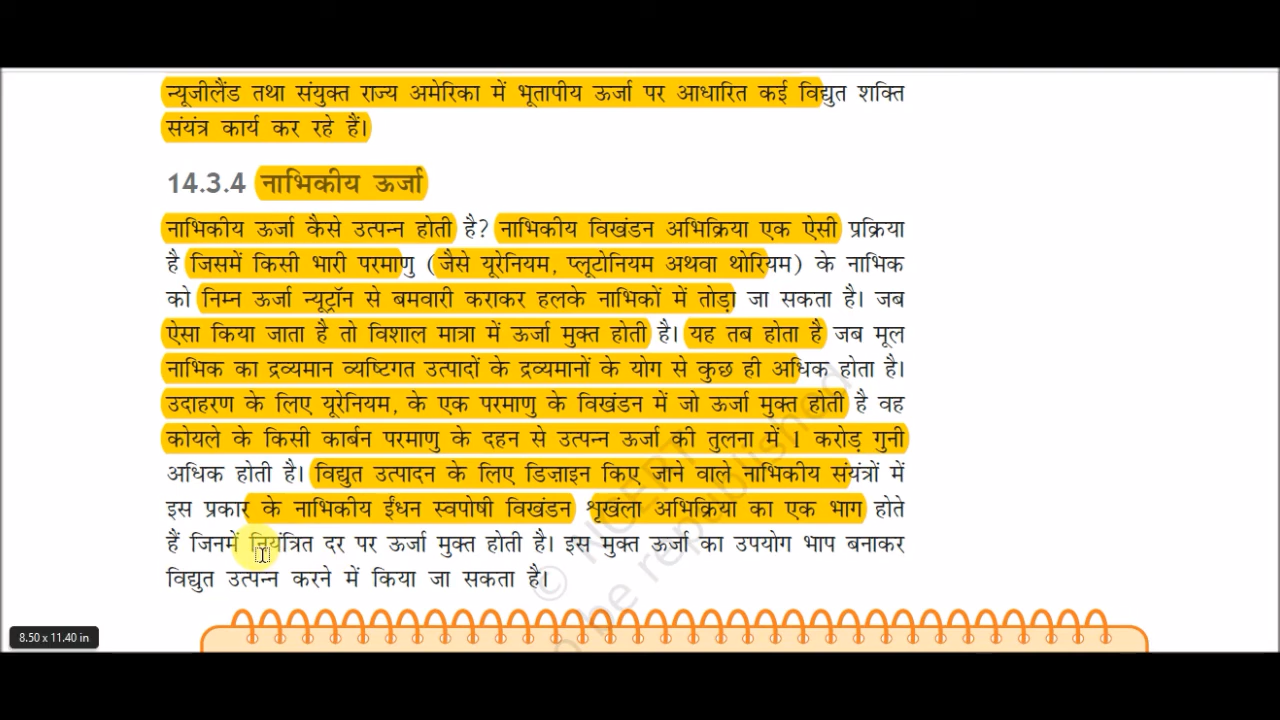 न्यूजीलैंड तथा संयुक्त राज्य अमेरिका में भूतापीय ऊर्जा पर आधारित कई विद्युत शक्ति
संयंत्र कार्य कर रहे हैं।
14.3.4 नाभिकीय ऊर्जा
नाभिकीय ऊर्जा कैसे उत्पन्न होती है? नाभिकीय विखंडन अभिक्रिया एक ऐसी प्रक्रिया
है जिसमें किसी भारी परमाणु (जैसे यूरेनियम, प्लूटोनियम अथवा थोरियम) के नाभिक
को निम्न ऊर्जा न्यूट्रॉन से बमवारी कराकर हलके नाभिकों में तोड़ा जा सकता है। जब
ऐसा किया जाता है तो विशाल मात्रा में ऊर्जा मुक्त होती है। यह तब होता है जब मूल
नाभिक का द्रव्यमान व्यष्टिगत उत्पादों के द्रव्यमानों के योग से कुछ ही अधिक होता है।
उदाहरण के लिए यूरेनियम, के एक परमाणु के विखंडन में जो ऊर्जा मुक्त होती है वह
कोयले के किसी कार्बन परमाणु के दहन से उत्पन्न ऊर्जा की तुलना में 1 करोड़ गुनी
अधिक होती है। विद्युत उत्पादन के लिए डिज़ाइन किए जाने वाले नाभिकीय संयंत्रों में
इस प्रकार के नाभिकीय ईंधन स्वपोषी विखंडन शृखंला अभिक्रिया का एक भाग होते
हैं जिनमें नियंत्रित दर पर ऊर्जा मुक्त होती है। इस मुक्त ऊर्जा का उपयोग भाप बनाकर
विद्युत उत्पन्न करने में किया जा सकता है।
© NCERT
o be republished
8.50 x 11.40 in